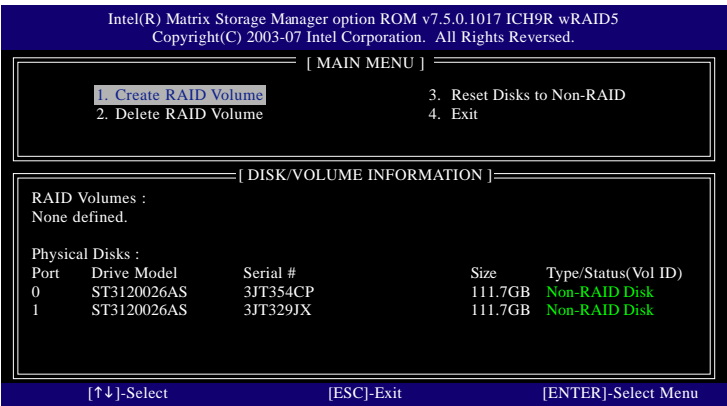 Intel(R) Matrix Storage Manager option ROM v7.5.0.1017 ICH9R wRAID5
Copyright(C) 2003-07 Intel Corporation. All Rights Reversed.
[ MAIN MENU ]
1. Create RAID Volume 3. Reset Disks to Non-RAID
2. Delete RAID Volume 4. Exit
[ DISK/VOLUME INFORMATION ]
RAID Volumes :
None defined.
Physical Disks :
Port Drive Model Serial # Size Type/Status(Vol ID)
0 ST3120026AS 3JT354CP 111.7GB Non-RAID Disk
1 ST3120026AS 3JT329JX 111.7GB Non-RAID Disk
[↑↓]-Select [ESC]-Exit [ENTER]-Select Menu